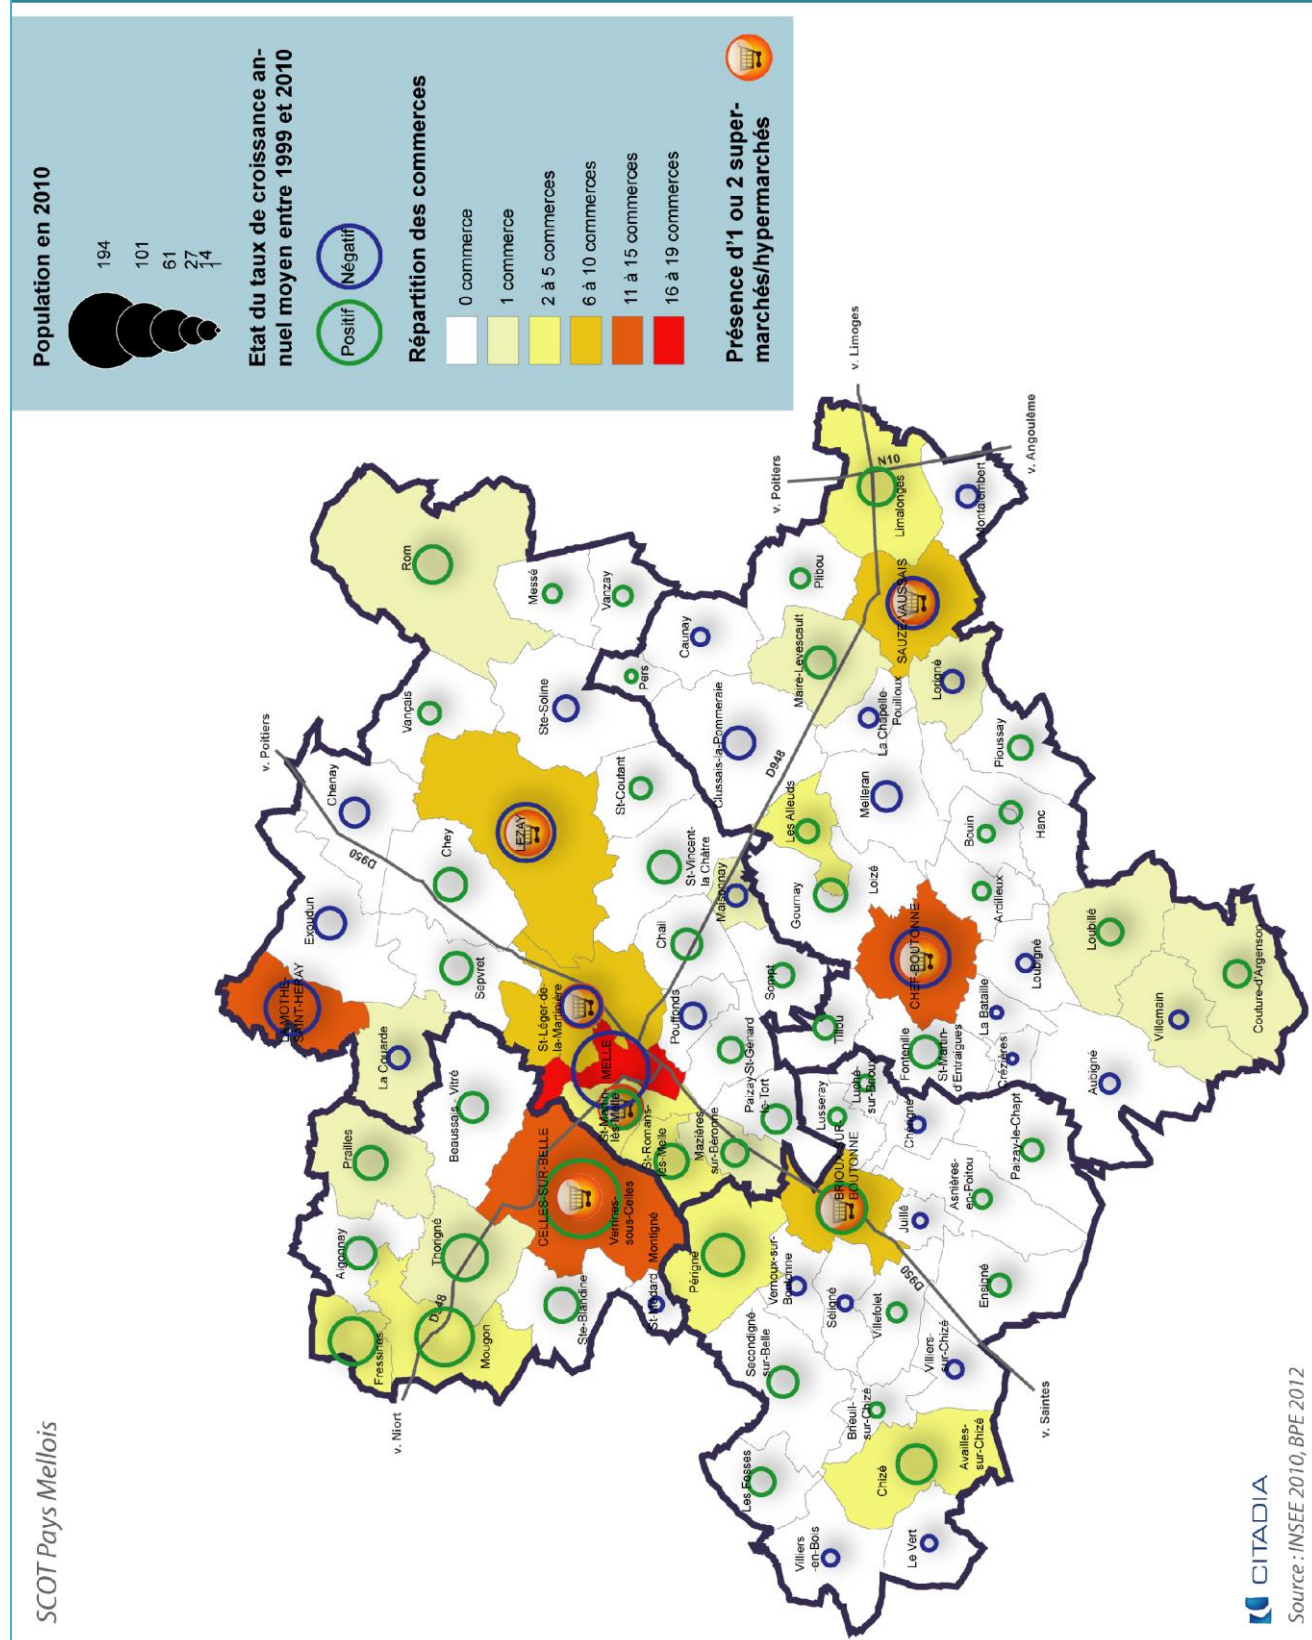 SCOT Pays Mellois
Population en 2010
194
101
61
27
14
1
Etat du taux de croissance an-
nuel moyen entre 1999 et 2010
Positif
Négatif
Répartition des commerces
0 commerce
1 commerce
2 à 5 commerces
6 à 10 commerces
11 à 15 commerces
16 à 19 commerces
Présence d'1 ou 2 super-
marchés/hypermarchés
v. Niort
D948
Fressines
Mougon
Aigonnay
Thorigné
Prailles
Ste-Blandine
St-Médard
CELLES-SUR-BELLE
Verrines-
sous-Celles
Montigné
Beaussais - Vitré
La Couarde
LA MOTHE-
SAINT-HERAY
Exoudun
Sepvret
Chey
Chenay
D950
v. Poitiers
Vançais
Rom
Messé
Vanzay
Ste-Soline
Pers
LEZAY
St-Coutant
St-Vincent-
la Châtre
St-Léger-de
la-Martinière
MELLE
St-Martin
lès-Melle
St-Romans-
lès-Melle
Mazières
sur-Béronne
Paizay-le-Tort
Paizay-St-Génard
Pouffonds
Chail
Maisonnay
Sompt
Tillou
Gournay
Loizé
Les Alleuds
Clussais-la-Pommeraie
Caunay
D948
Plibou
Mairé-Levescault
La Chapelle-
Pouilloux
SAUZE-VAUSSAIS
Limalonges
N10
v. Poitiers
v. Limoges
v. Angoulême
Montalembert
Lorigné
Melleran
Pioussay
Hanc
Bouin
Ardilleux
CHEF-BOUTONNE
Loubigné
La Bataille
Crézières
Fontenille
St-Martin-
d'Entraigues
Aubigné
Villemain
Loubillé
Couture-d'Argenson
Lusseray
Luché-
sur-Brioux
Chérigné
BRIOUX-SUR
BOUTONNE
Paizay-le-Chapt
Asnières-
en-Poitou
Juillé
Ensigné
D950
v. Saintes
Périgné
Vernoux-sur-
Boutonne
Séligné
Villefolet
Secondigné-
sur-Belle
Villiers-
sur-Chizé
Brieuil-
sur-Chizé
Chizé
Availles-
sur-Chizé
Les Fosses
Villiers
-en-Bois
Le Vert
CITADIA
Source : INSEE 2010, BPE 2012